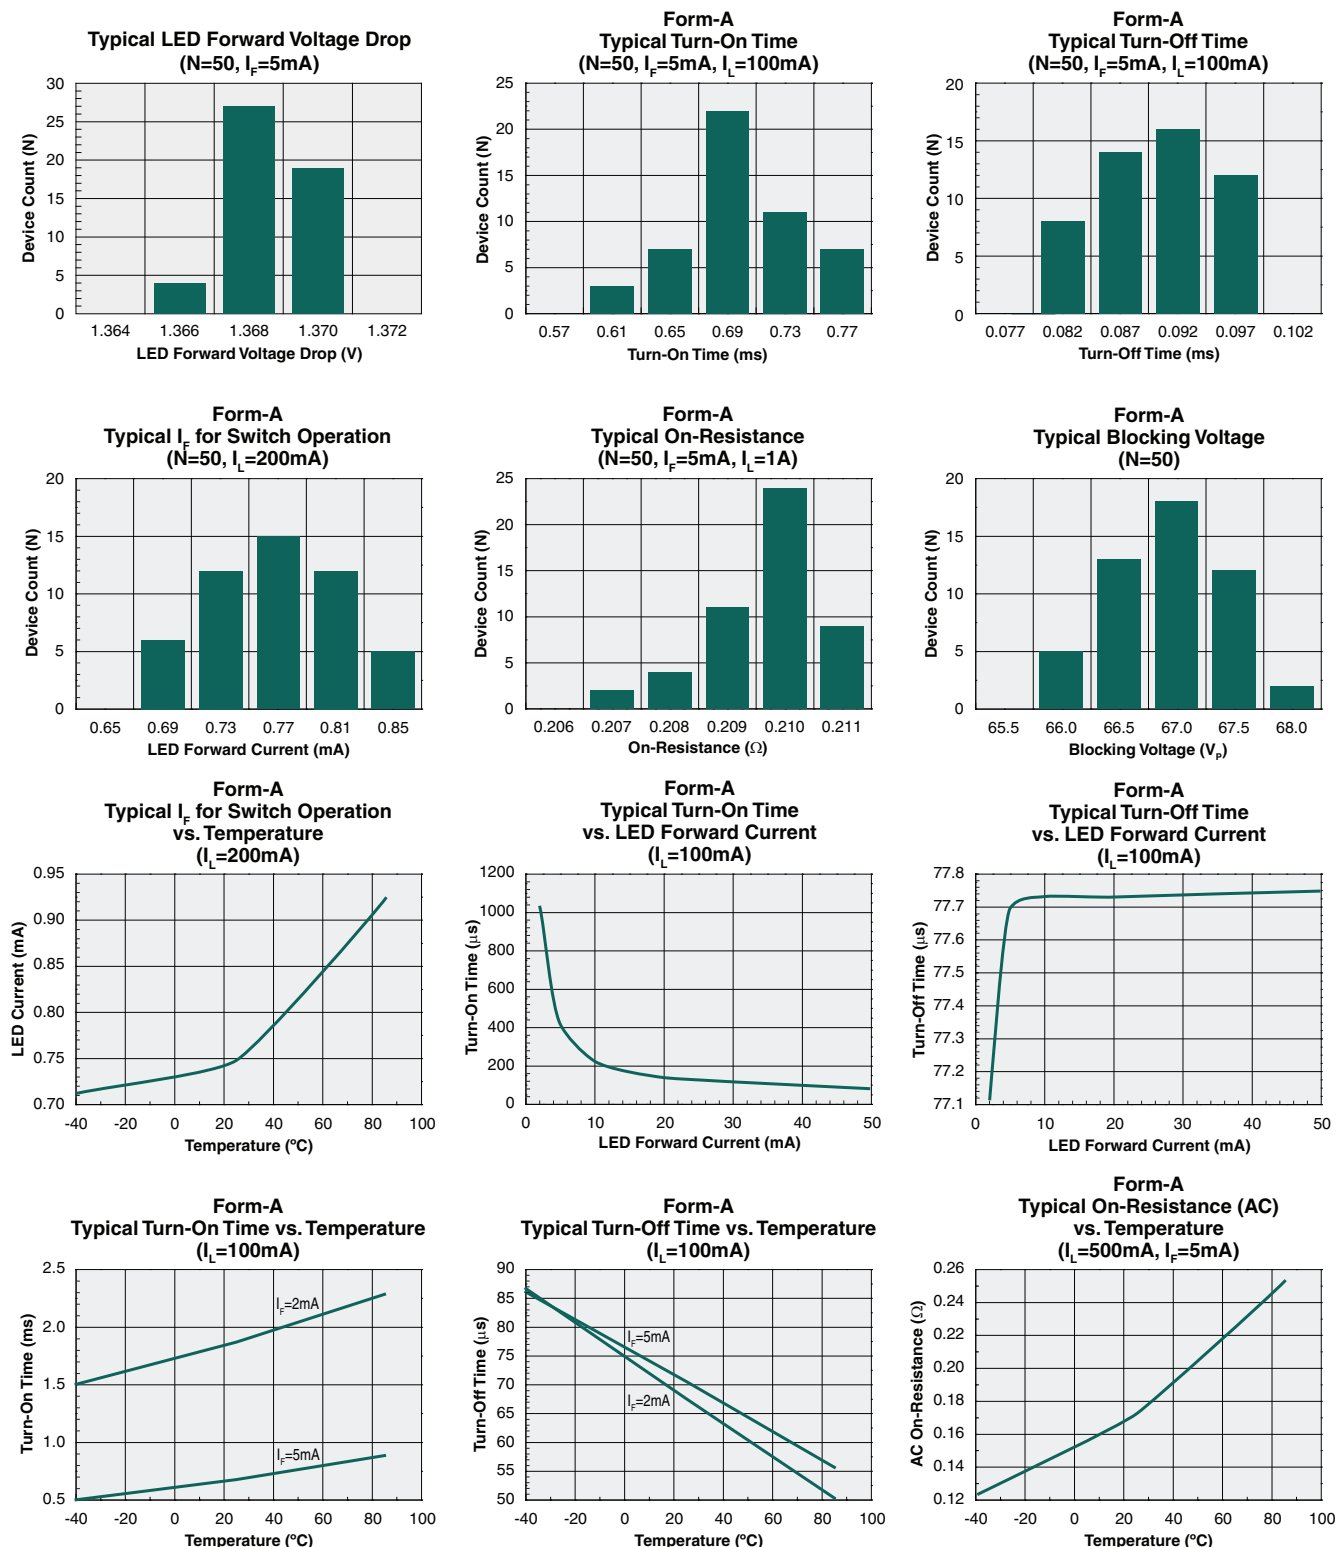 Typical LED Forward Voltage Drop
(N=50, IF=5mA)
Device Count (N)
30
25
20
15
10
5
0
1.364 1.366 1.368 1.370 1.372
LED Forward Voltage Drop (V)
Form-A
Typical Turn-On Time
(N=50, IF=5mA, IL=100mA)
Device Count (N)
25
20
15
10
5
0
0.57 0.61 0.65 0.69 0.73 0.77
Turn-On Time (ms)
Form-A
Typical Turn-Off Time
(N=50, IF=5mA, IL=100mA)
Device Count (N)
20
15
10
5
0
0.077 0.082 0.087 0.092 0.097 0.102
Turn-Off Time (ms)
Form-A
Typical IF for Switch Operation
(N=50, IL=200mA)
Device Count (N)
20
15
10
5
0
0.65 0.69 0.73 0.77 0.81 0.85
LED Forward Current (mA)
Form-A
Typical On-Resistance
(N=50, IF=5mA, IL=1A)
Device Count (N)
25
20
15
10
5
0
0.206 0.207 0.208 0.209 0.210 0.211
On-Resistance (Ω)
Form-A
Typical Blocking Voltage
(N=50)
Device Count (N)
20
15
10
5
0
65.5 66.0 66.5 67.0 67.5 68.0
Blocking Voltage (VP)
Form-A
Typical IF for Switch Operation
vs. Temperature
(IL=200mA)
LED Current (mA)
0.95
0.90
0.85
0.80
0.75
0.70
-40 -20 0 20 40 60 80 100
Temperature (ºC)
Form-A
Typical Turn-On Time
vs. LED Forward Current
(IL=100mA)
Turn-On Time (μs)
1200
1000
800
600
400
200
0
0 10 20 30 40 50
LED Forward Current (mA)
Form-A
Typical Turn-Off Time
vs. LED Forward Current
(IL=100mA)
Turn-Off Time (μs)
77.8
77.7
77.6
77.5
77.4
77.3
77.2
77.1
0 10 20 30 40 50
LED Forward Current (mA)
Form-A
Typical Turn-On Time vs. Temperature
(IL=100mA)
Turn-On Time (ms)
2.5
2.0
1.5
1.0
0.5
IF=2mA
IF=5mA
-40 -20 0 20 40 60 80 100
Temperature (ºC)
Form-A
Typical Turn-Off Time vs. Temperature
(IL=100mA)
Turn-Off Time (μs)
90
85
80
75
70
65
60
55
50
IF=5mA
IF=2mA
-40 -20 0 20 40 60 80 100
Temperature (ºC)
Form-A
Typical On-Resistance (AC)
vs. Temperature
(IL=500mA, IF=5mA)
AC On-Resistance (Ω)
0.26
0.24
0.22
0.20
0.18
0.16
0.14
0.12
-40 -20 0 20 40 60 80 100
Temperature (ºC)